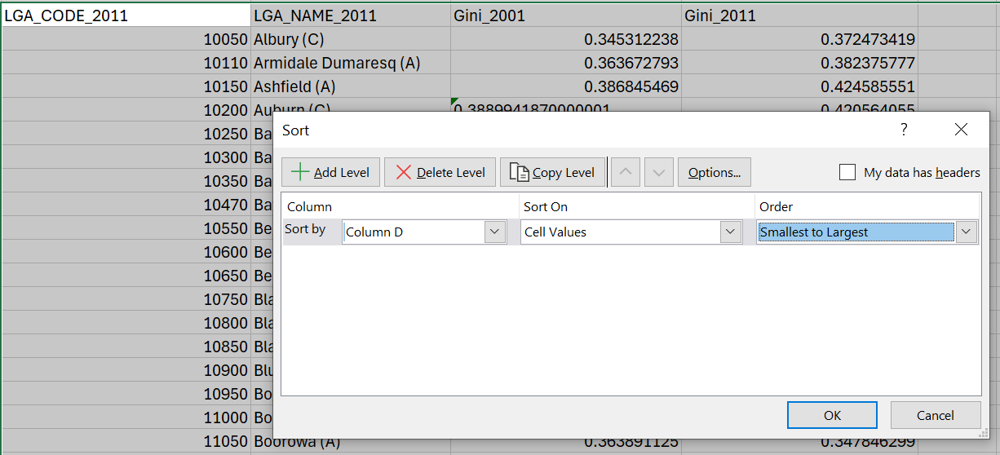 LGA_CODE_2011 LGA_NAME_2011 Gini_2001 Gini_2011
10050 Albury (C) 0.345312238 0.372473419
10110 Armidale Dumaresq (A) 0.363672793 0.382375777
10150 Ashfield (A) 0.386845469 0.424585551
10200 Auburn (C) 0.3889941870000001 0.420564055
10250 Ba
10300 Ba
10350 Ba
10470 Ba
10550 Be
10600 Be
10650 Be
10750 Bla
10800 Bla
10850 Bla
10900 Blu
10950 Bo
11000 Bo
11050 Boorowa (A) 0.363891125 0.347846299
Sort ?
Add Level Delete Level Copy Level Options... My data has headers
Column Sort On Order
Sort by Column D Cell Values Smallest to Largest
OK Cancel